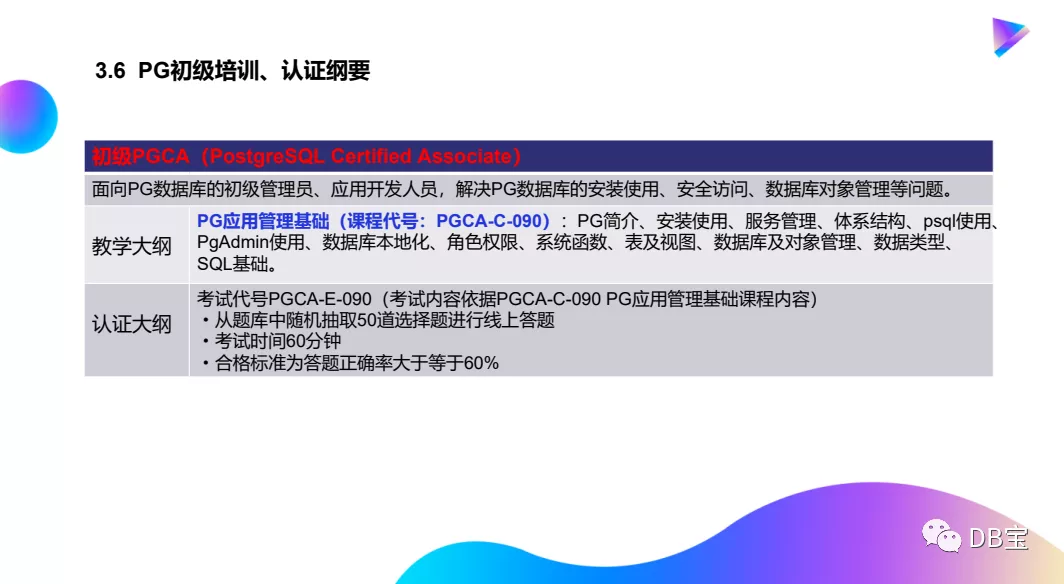 3.6 PG初级培训、认证纲要
初级PGCA（PostgreSQL Certified Associate）
面向PG数据库的初级管理员、应用开发人员，解决PG数据库的安装使用、安全访问、数据库对象管理等问题。
教学大纲
PG应用管理基础（课程代号：PGCA-C-090）：PG简介、安装使用、服务管理、体系结构、psql使用、
PgAdmin使用、数据库本地化、角色权限、系统函数、表及视图、数据库及对象管理、数据类型、
SQL基础。
认证大纲
考试代号PGCA-E-090（考试内容依据PGCA-C-090 PG应用管理基础课程内容）
・从题库中随机抽取50道选择题进行线上答题
・考试时间60分钟
・合格标准为答题正确率大于等于60%
DB宝